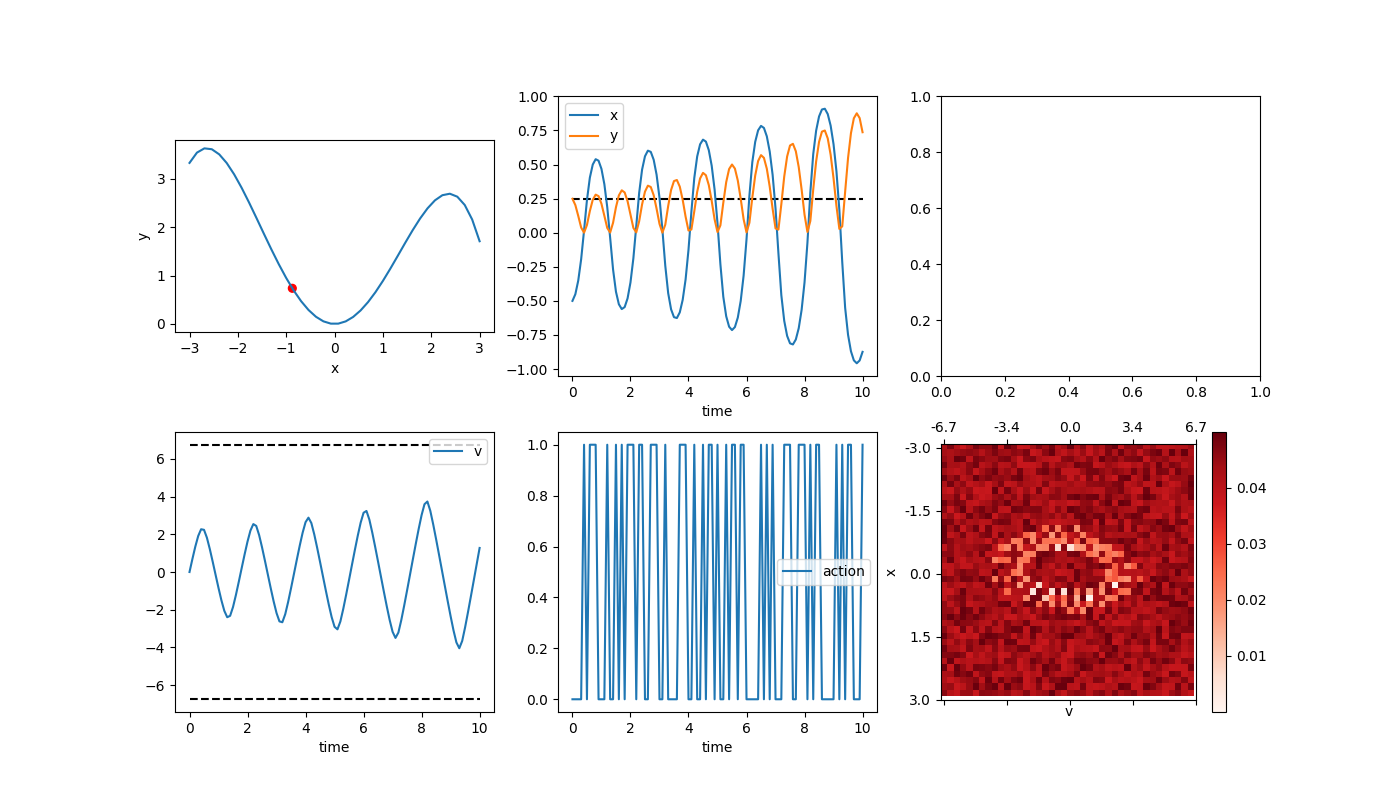 3
2
1
0
y
−3 −2 −1 0 1 2 3
x
1.00
0.75
0.50
0.25
0.00
−0.25
−0.50
−0.75
−1.00
x
y
0 2 4 6 8 10
time
1.0
0.8
0.6
0.4
0.2
0.0
0.0 0.2 0.4 0.6 0.8 1.0
6
4
2
0
−2
−4
−6
v
0 2 4 6 8 10
time
1.0
0.8
0.6
0.4
0.2
0.0
action
0 2 4 6 8 10
time
-6.7 -3.4 0.0 3.4 6.7
-3.0
-1.5
0.0
1.5
3.0
x
v
0.04
0.03
0.02
0.01